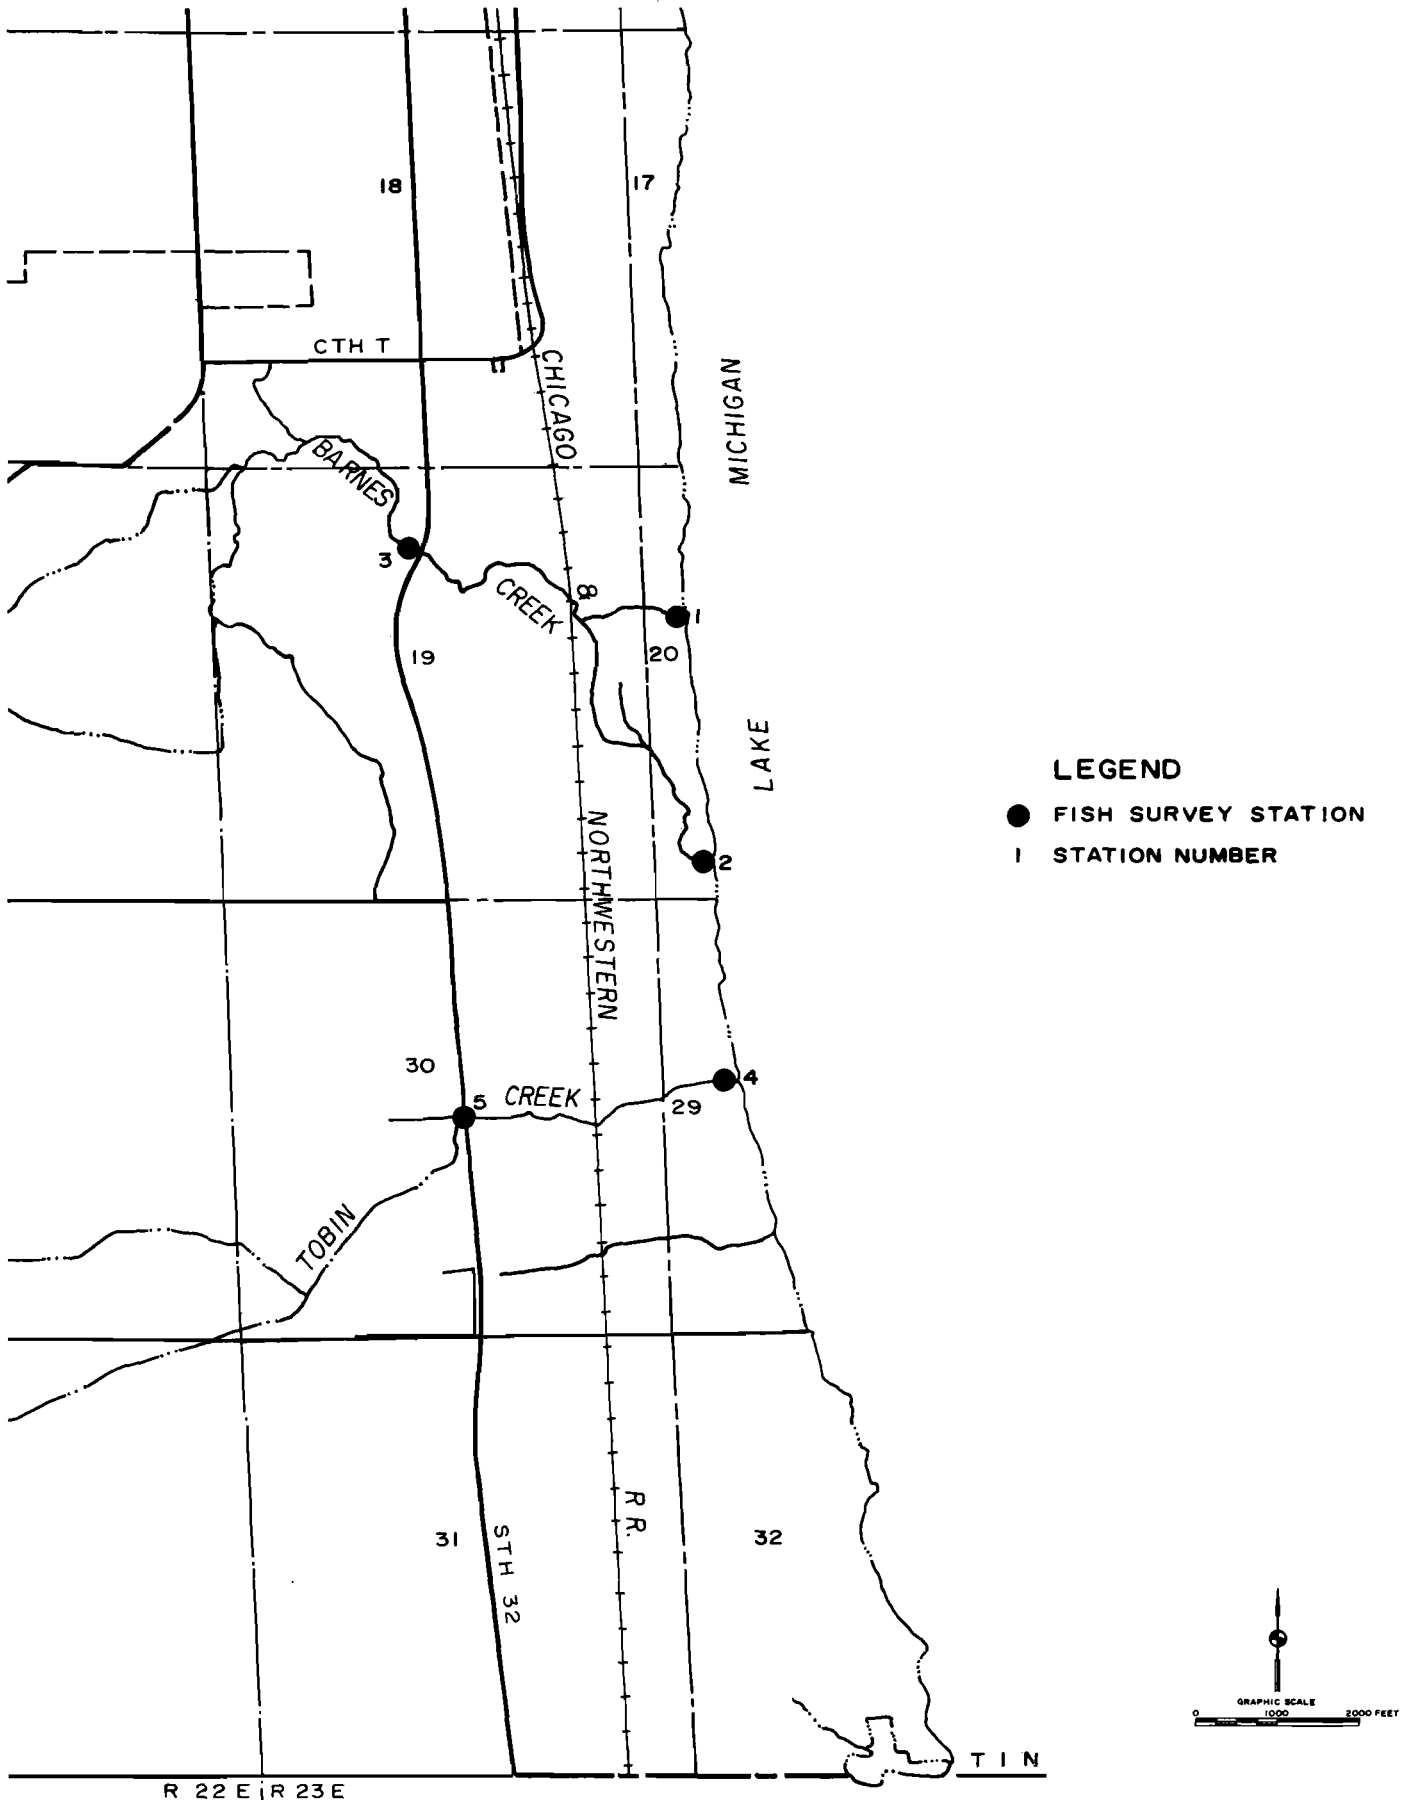 18
17
CTH T
CHICAGO
MICHIGAN
BARNES
3
&
CREEK
1
19
20
LAKE
LEGEND
FISH SURVEY STATION
1 STATION NUMBER
NORTHWESTERN
2
30
4
5
CREEK
29
TOBIN
R.R.
31
STH 32
32
GRAPHIC SCALE
0 1000 2000 FEET
T I N
R 22 E R 23 E